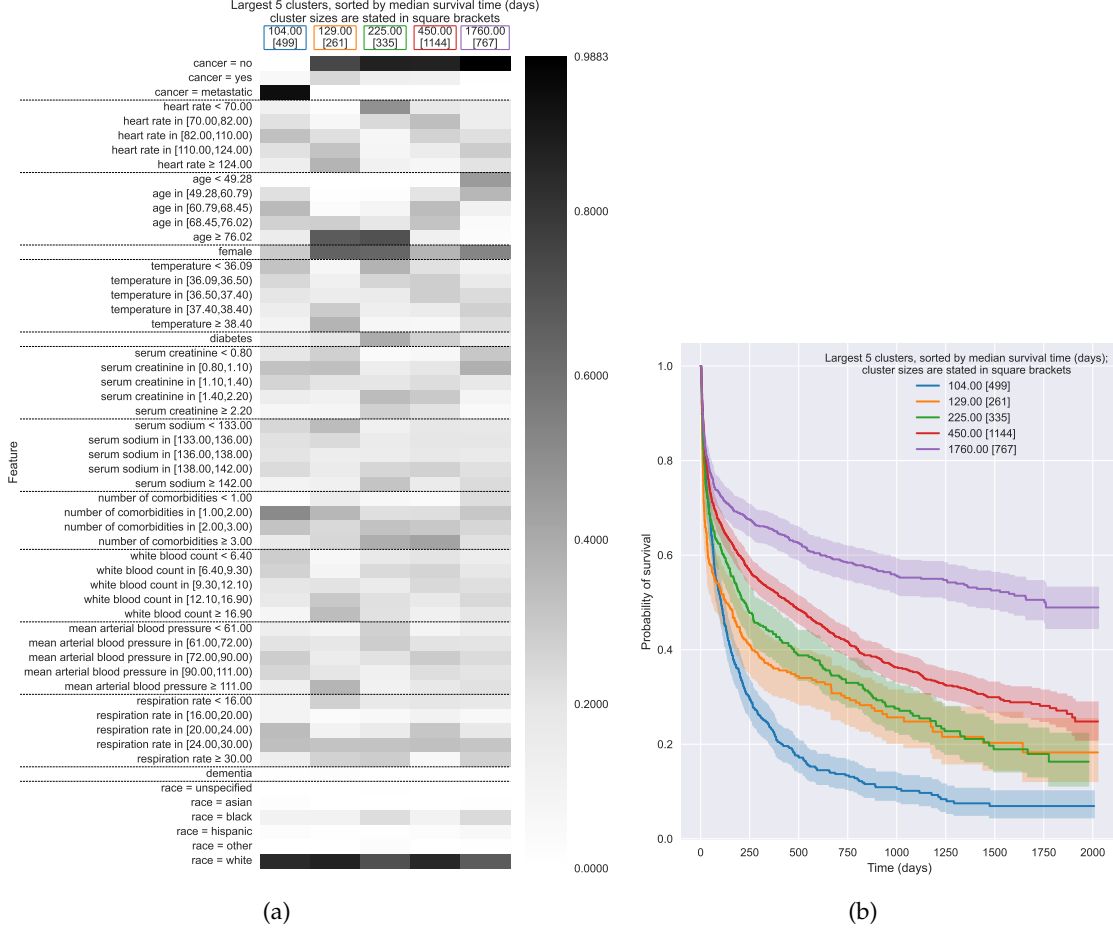 Largest 5 clusters, sorted by median survival time (days)
cluster sizes are stated in square brackets
104.00 129.00 225.00 450.00 1760.00
[499] [261] [335] [1144] [767]
Feature
cancer = no
cancer = yes
cancer = metastatic
heart rate < 70.00
heart rate in [70.00,82.00)
heart rate in [82.00,110.00)
heart rate in [110.00,124.00)
heart rate ≥ 124.00
age < 49.28
age in [49.28,60.79)
age in [60.79,68.45)
age in [68.45,76.02)
age ≥ 76.02
female
temperature < 36.09
temperature in [36.09,36.50)
temperature in [36.50,37.40)
temperature in [37.40,38.40)
temperature ≥ 38.40
diabetes
serum creatinine < 0.80
serum creatinine in [0.80,1.10)
serum creatinine in [1.10,1.40)
serum creatinine in [1.40,2.20)
serum creatinine ≥ 2.20
serum sodium < 133.00
serum sodium in [133.00,136.00)
serum sodium in [136.00,138.00)
serum sodium in [138.00,142.00)
serum sodium ≥ 142.00
number of comorbidities < 1.00
number of comorbidities in [1.00,2.00)
number of comorbidities in [2.00,3.00)
number of comorbidities ≥ 3.00
white blood count < 6.40
white blood count in [6.40,9.30)
white blood count in [9.30,12.10)
white blood count in [12.10,16.90)
white blood count ≥ 16.90
mean arterial blood pressure < 61.00
mean arterial blood pressure in [61.00,72.00)
mean arterial blood pressure in [72.00,90.00)
mean arterial blood pressure in [90.00,111.00)
mean arterial blood pressure ≥ 111.00
respiration rate < 16.00
respiration rate in [16.00,20.00)
respiration rate in [20.00,24.00)
respiration rate in [24.00,30.00)
respiration rate ≥ 30.00
dementia
race = unspecified
race = asian
race = black
race = hispanic
race = other
race = white
0.9883
0.8000
0.6000
0.4000
0.2000
0.0000
(a)
Largest 5 clusters, sorted by median survival time (days);
cluster sizes are stated in square brackets
104.00 [499]
129.00 [261]
225.00 [335]
450.00 [1144]
1760.00 [767]
Probability of survival
1.0
0.8
0.6
0.4
0.2
0.0
0 250 500 750 1000 1250 1500 1750 2000
Time (days)
(b)